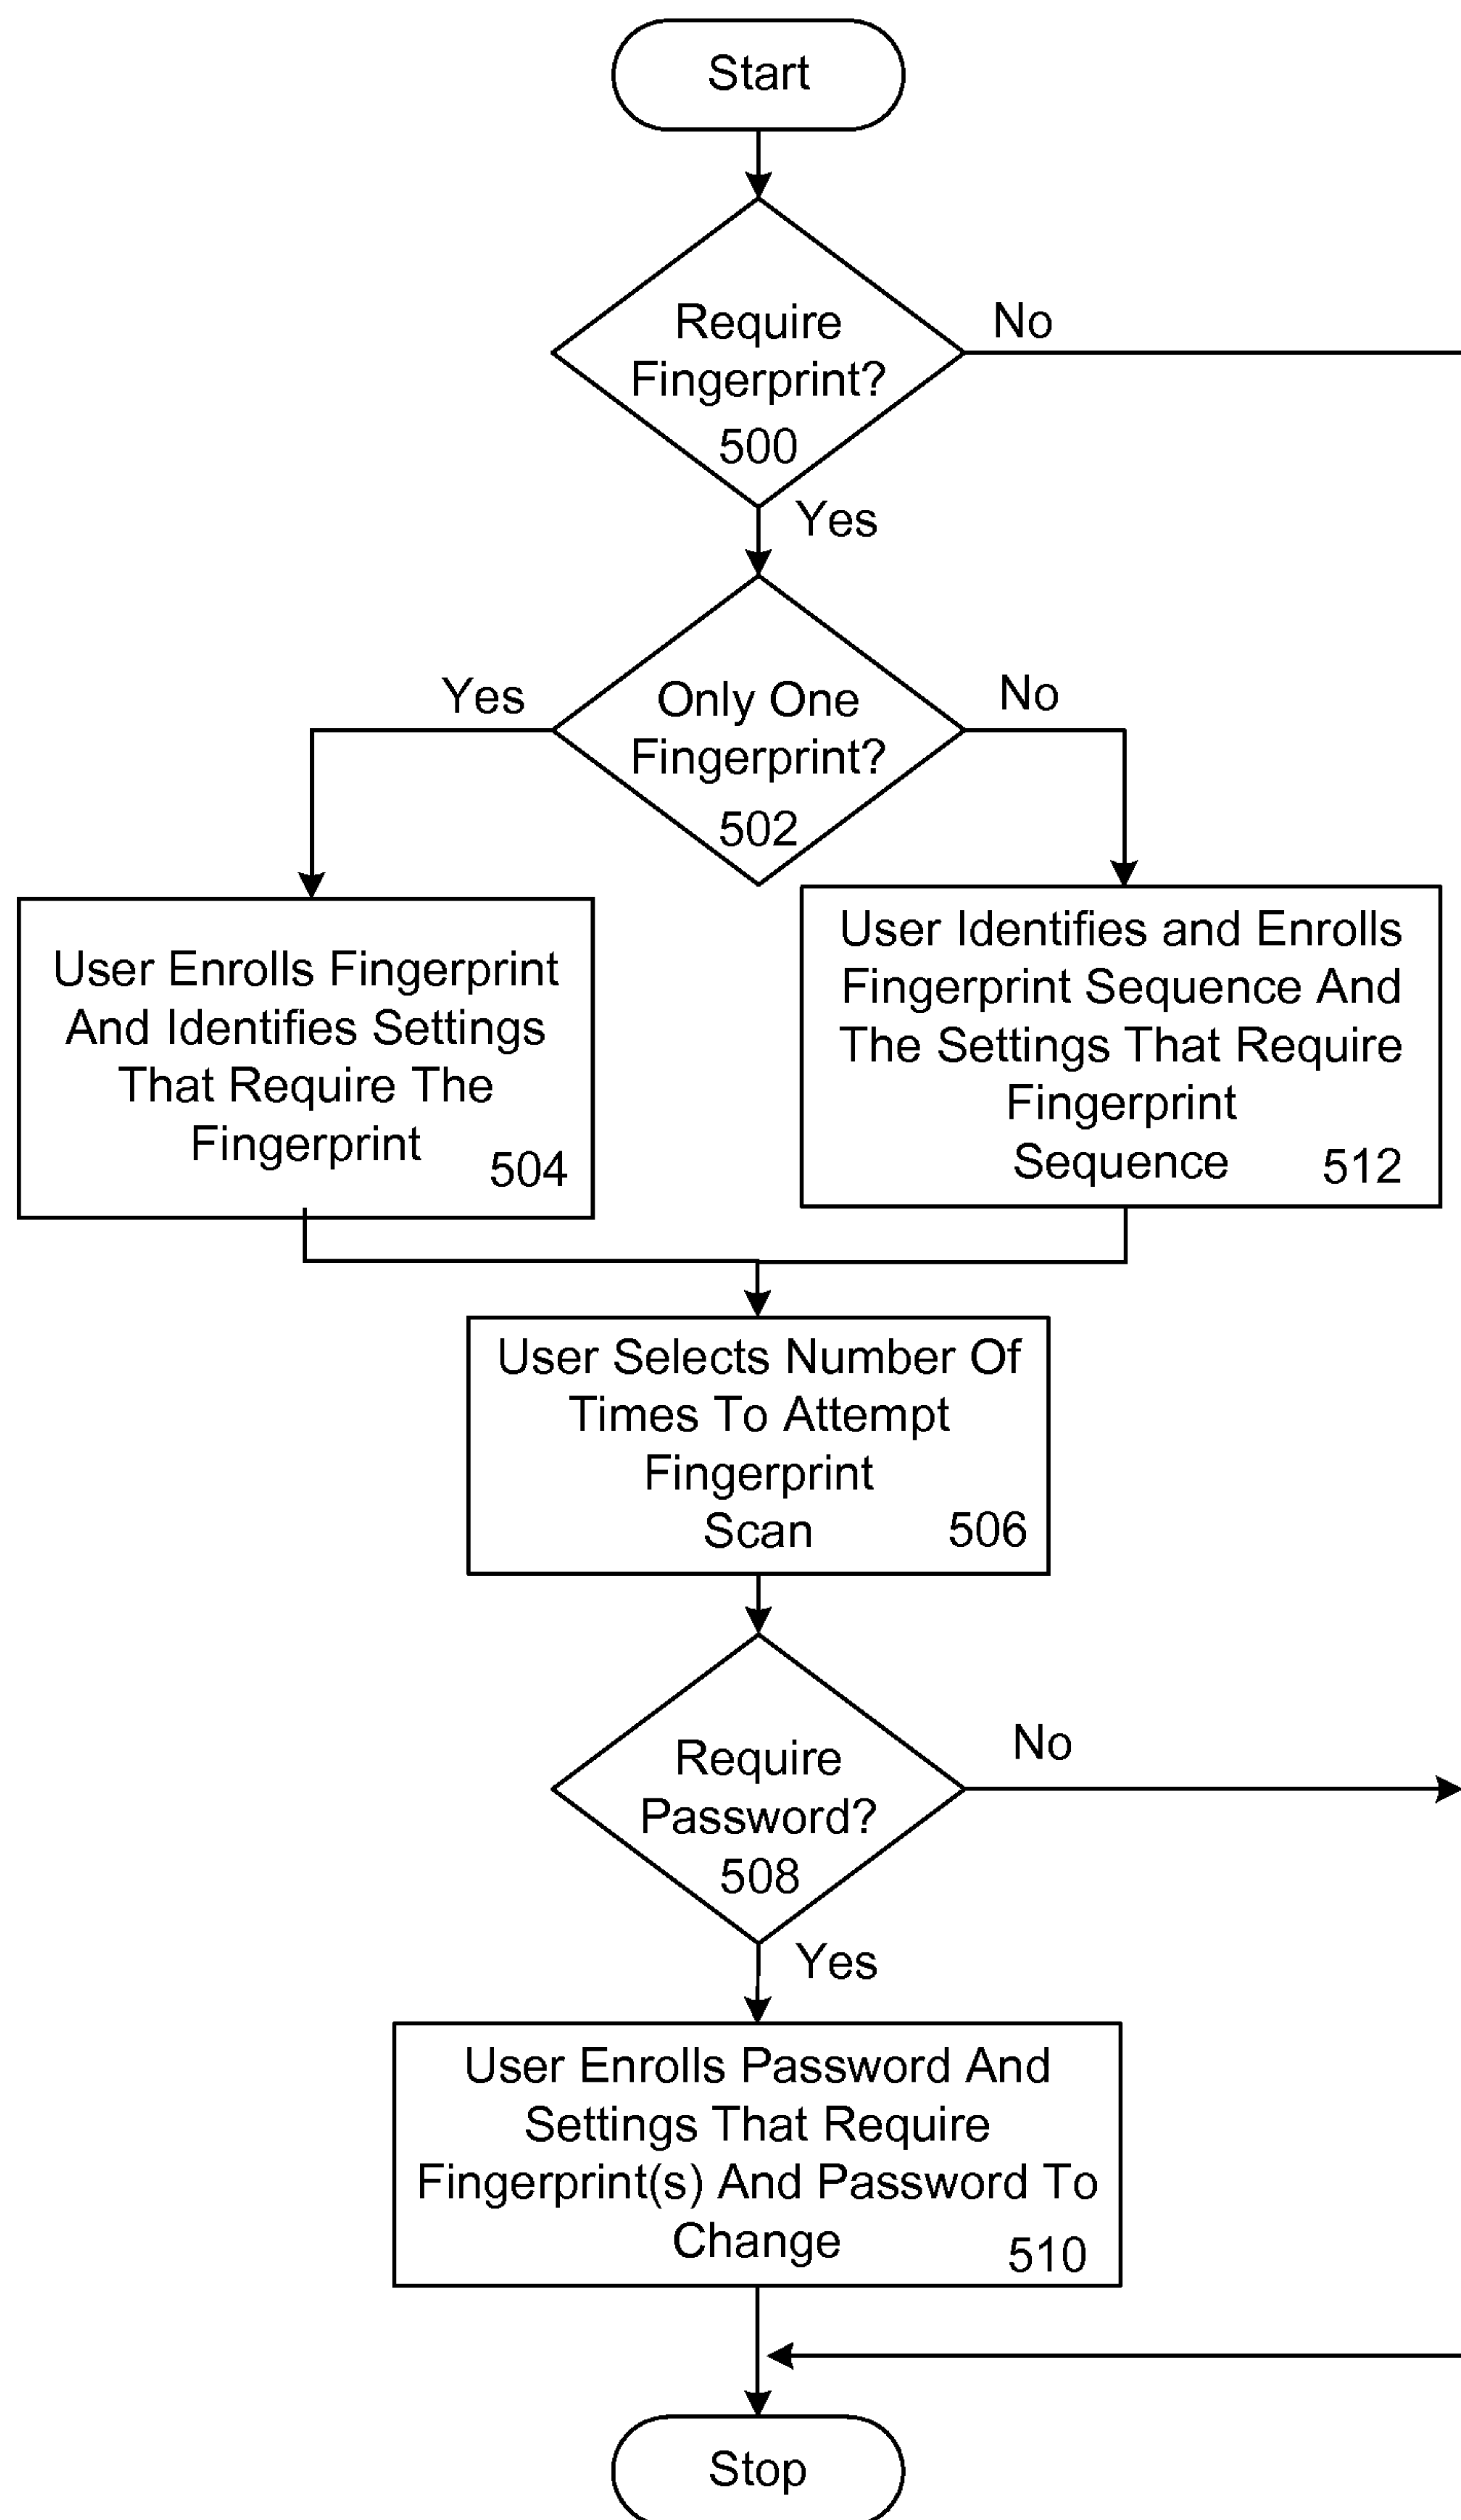 Start
Require
Fingerprint?
500
No
Yes
Only One
Fingerprint?
502
Yes
No
User Enrolls Fingerprint
And Identifies Settings
That Require The
Fingerprint
504
User Identifies and Enrolls
Fingerprint Sequence And
The Settings That Require
Fingerprint
Sequence
512
User Selects Number Of
Times To Attempt
Fingerprint
Scan
506
Require
Password?
508
No
Yes
User Enrolls Password And
Settings That Require
Fingerprint(s) And Password To
Change
510
Stop